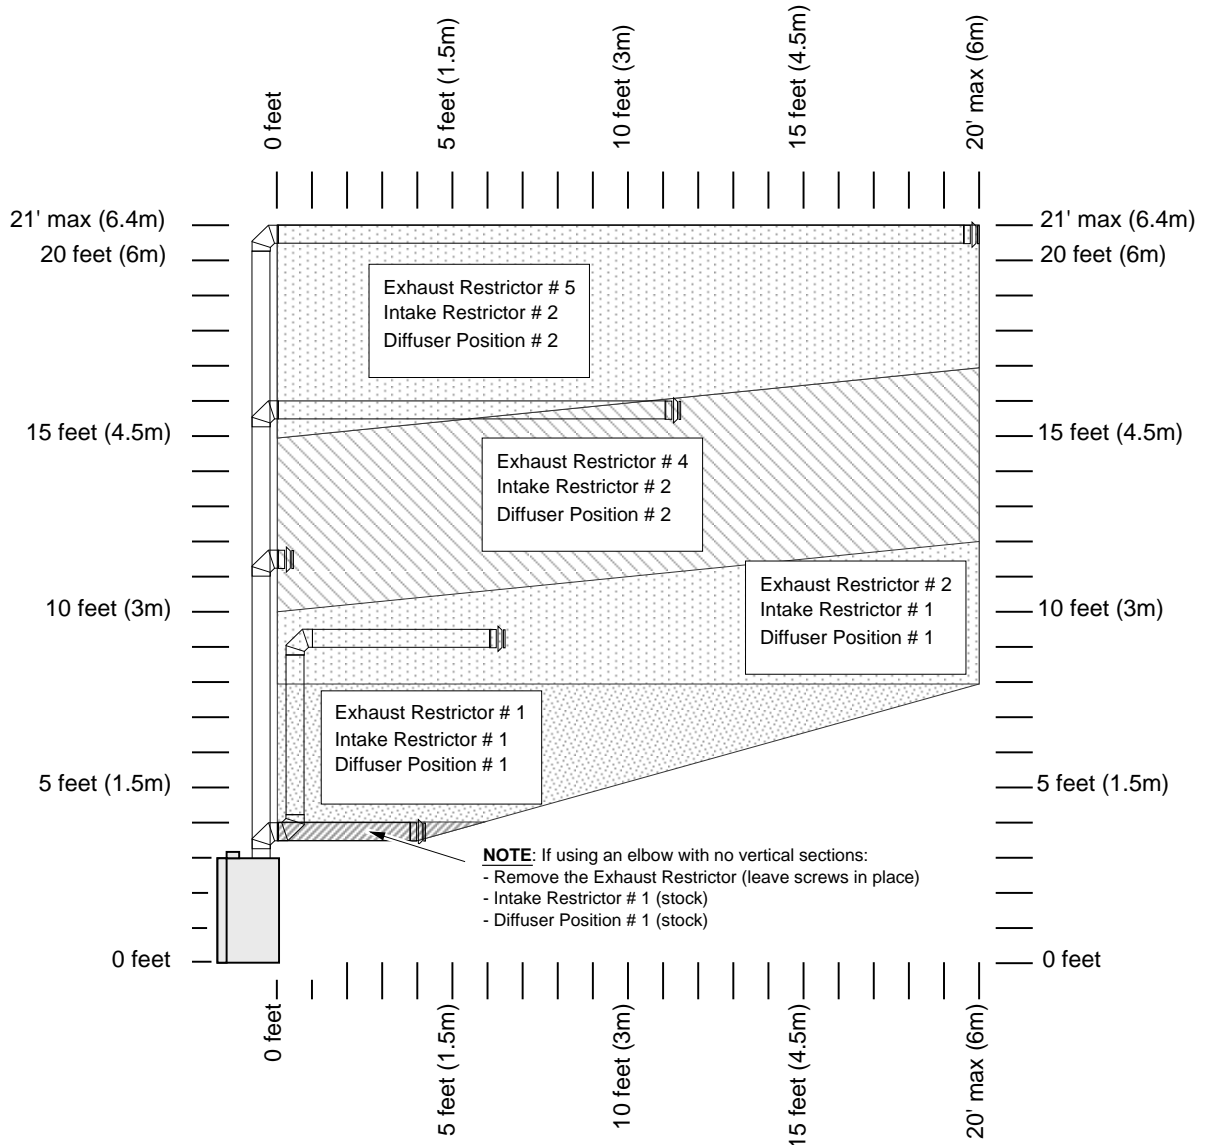 0 feet
5 feet (1.5m)
10 feet (3m)
15 feet (4.5m)
20' max (6m)
21' max (6.4m)
20 feet (6m)
15 feet (4.5m)
10 feet (3m)
5 feet (1.5m)
0 feet
Exhaust Restrictor # 5
Intake Restrictor # 2
Diffuser Position # 2
Exhaust Restrictor # 4
Intake Restrictor # 2
Diffuser Position # 2
Exhaust Restrictor # 2
Intake Restrictor # 1
Diffuser Position # 1
Exhaust Restrictor # 1
Intake Restrictor # 1
Diffuser Position # 1
NOTE: If using an elbow with no vertical sections:
- Remove the Exhaust Restrictor (leave screws in place)
- Intake Restrictor # 1 (stock)
- Diffuser Position # 1 (stock)
21' max (6.4m)
20 feet (6m)
15 feet (4.5m)
10 feet (3m)
5 feet (1.5m)
0 feet
0 feet
5 feet (1.5m)
10 feet (3m)
15 feet (4.5m)
20' max (6m)